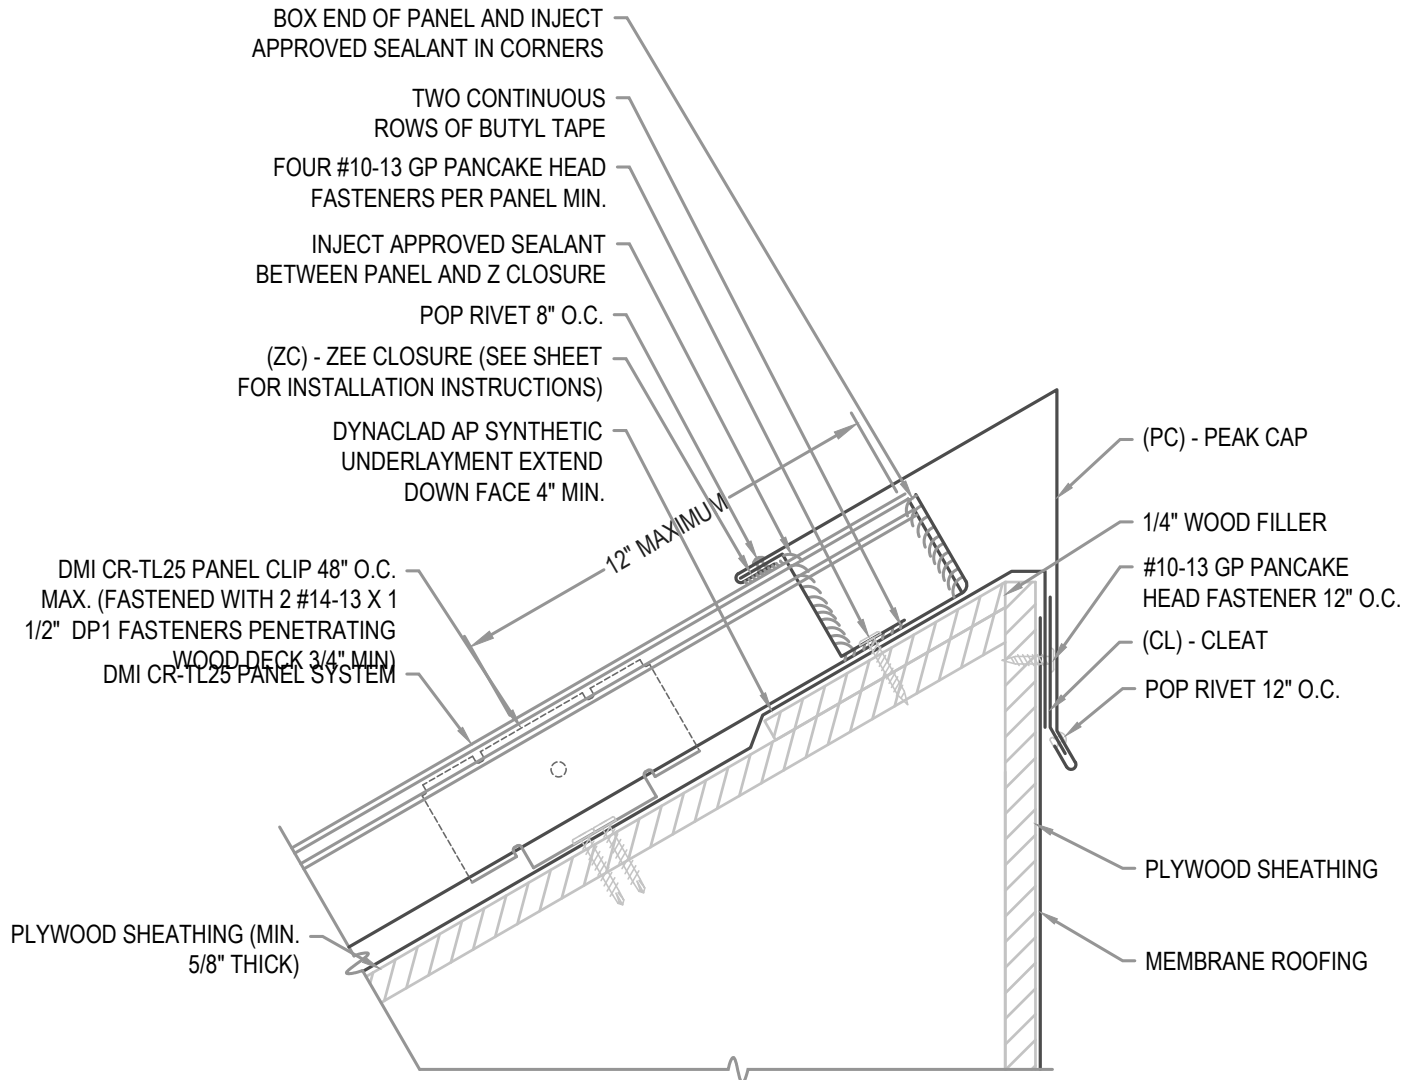 BOX END OF PANEL AND INJECT
APPROVED SEALANT IN CORNERS
TWO CONTINUOUS
ROWS OF BUTYL TAPE
FOUR #10-13 GP PANCAKE HEAD
FASTENERS PER PANEL MIN.
INJECT APPROVED SEALANT
BETWEEN PANEL AND Z CLOSURE
POP RIVET 8" O.C.
(ZC) - ZEE CLOSURE (SEE SHEET
FOR INSTALLATION INSTRUCTIONS)
DYNACLAD AP SYNTHETIC
UNDERLAYMENT EXTEND
DOWN FACE 4" MIN.
12" MAXIMUM
DMI CR-TL25 PANEL CLIP 48" O.C.
MAX. (FASTENED WITH 2 #14-13 X 1
1/2" DP1 FASTENERS PENETRATING
WOOD DECK 3/4" MIN)
DMI CR-TL25 PANEL SYSTEM
PLYWOOD SHEATHING (MIN.
5/8" THICK)
(PC) - PEAK CAP
1/4" WOOD FILLER
#10-13 GP PANCAKE
HEAD FASTENER 12" O.C.
(CL) - CLEAT
POP RIVET 12" O.C.
PLYWOOD SHEATHING
MEMBRANE ROOFING